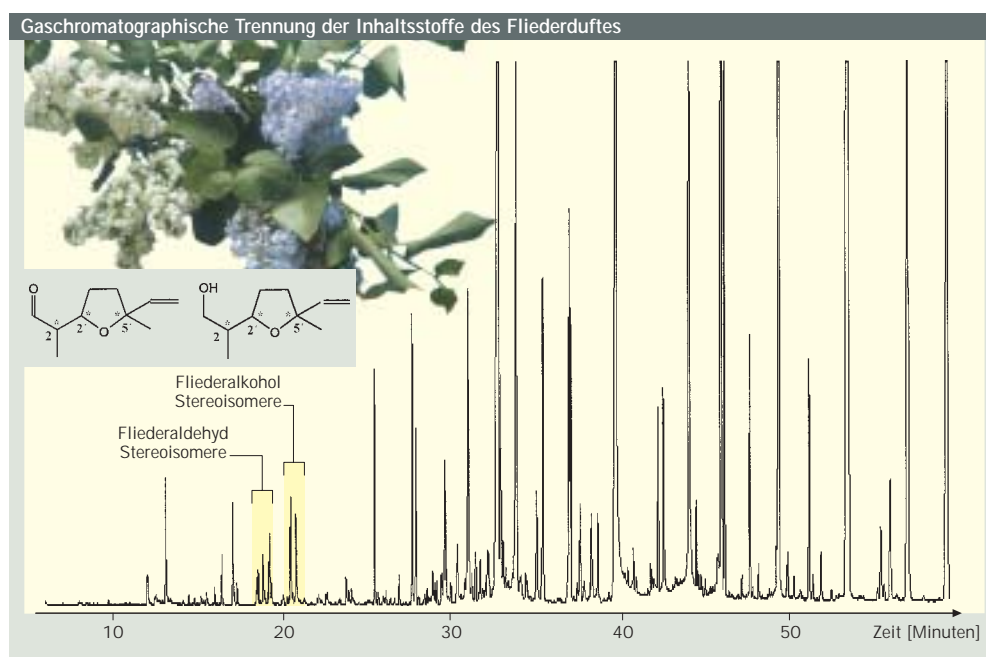 Gaschromatographische Trennung der Inhaltsstoffe des Fliederduftes
O
2
2'
O
5'
*
*
*
OH
2
2'
O
5'
*
*
*
Fliederalkohol
Stereoisomere
Fliederaldehyd
Stereoisomere
10 20 30 40 50 Zeit [Minuten]